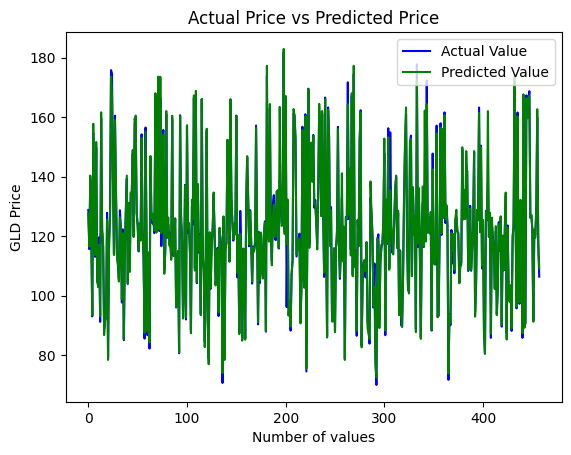 Actual Price vs Predicted Price
Actual Value
Predicted Value
GLD Price
180
160
140
120
100
80
0
100
200
300
400
Number of values